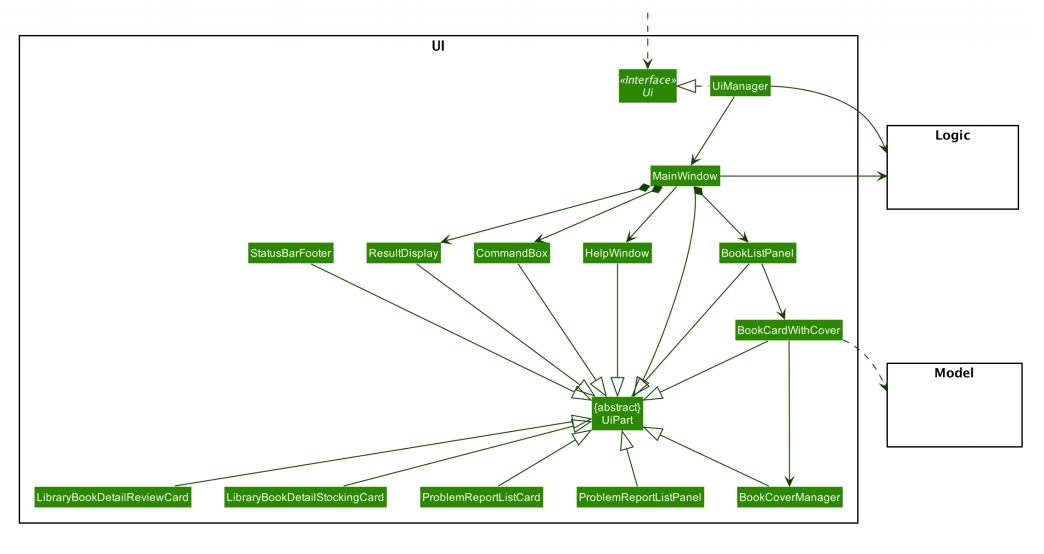 UI
«Interface»
Ui
UiManager
Logic
MainWindow
StatusBarFooter
ResultDisplay
CommandBox
HelpWindow
BookListPanel
BookCardWithCover
Model
{abstract}
UiPart
LibraryBookDetailReviewCard
LibraryBookDetailStockingCard
ProblemReportListCard
ProblemReportListPanel
BookCoverManager